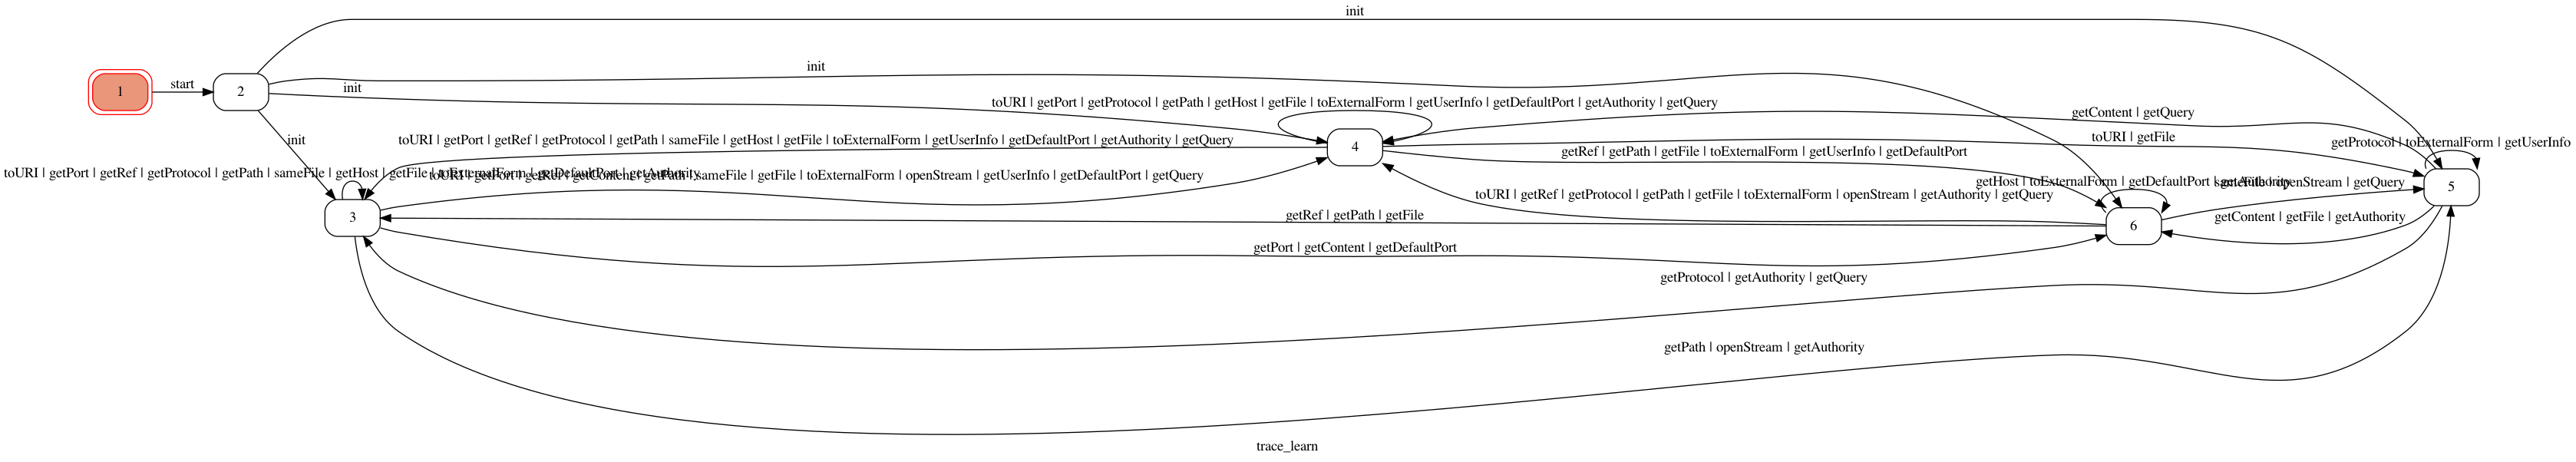 init
init
start
1
2
init
toURI | getPort | getProtocol | getPath | getHost | getFile | toExternalForm | getUserInfo | getDefaultPort | getAuthority | getQuery
getContent | getQuery
init
toURI | getPort | getRef | getProtocol | getPath | sameFile | getHost | getFile | toExternalForm | getUserInfo | getDefaultPort | getAuthority | getQuery
toURI | getFile
getProtocol | toExternalForm | getUserInfo
4
getRef | getPath | getFile | toExternalForm | getUserInfo | getDefaultPort
toURI | getPort | getRef | getProtocol | getPath | sameFile | getHost | getFile | toExternalForm | getDefaultPort | getAuthority
toURI | getPort | getRef | getContent | getPath | sameFile | getFile | toExternalForm | openStream | getUserInfo | getDefaultPort | getQuery
getHost | toExternalForm | getDefaultPort | getAuthority
openStream | getQuery
5
toURI | getRef | getProtocol | getPath | getFile | toExternalForm | openStream | getAuthority | getQuery
3
getRef | getPath | getFile
getContent | getFile | getAuthority
6
getPort | getContent | getDefaultPort
getProtocol | getAuthority | getQuery
getPath | openStream | getAuthority
trace_learn